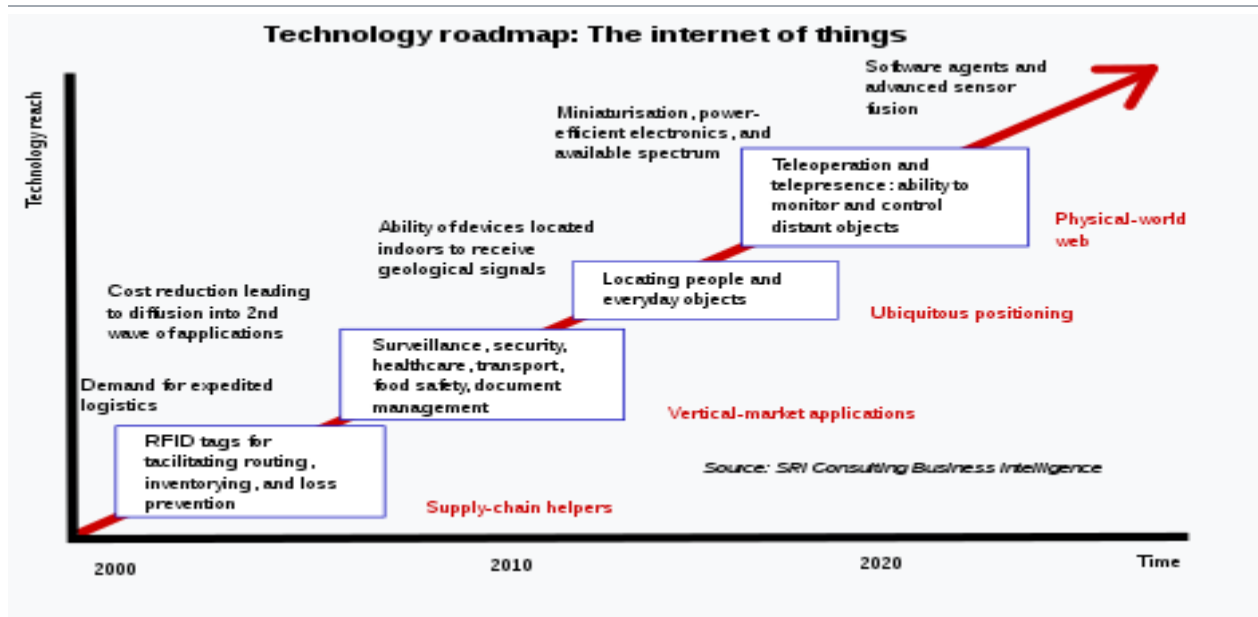 Technology roadmap: The internet of things
Technology reach
Software agents and
advanced sensor
fusion
Miniaturisation, power-
efficient electronics, and
available spectrum
Teleoperation and
telepresence: ability to
monitor and control
distant objects
Physical-world
web
Ability of devices located
indoors to receive
geological signals
Locating people and
everyday objects
Ubiquitous positioning
Cost reduction leading
to diffusion into 2nd
wave of applications
Surveillance, security,
healthcare, transport,
food safety, document
management
Vertical-market applications
Demand for expedited
logistics
RFID tags for
facilitating routing,
inventorying, and loss
prevention
Supply-chain helpers
Source: SRI Consulting Business Intelligence
2000
2010
2020
Time